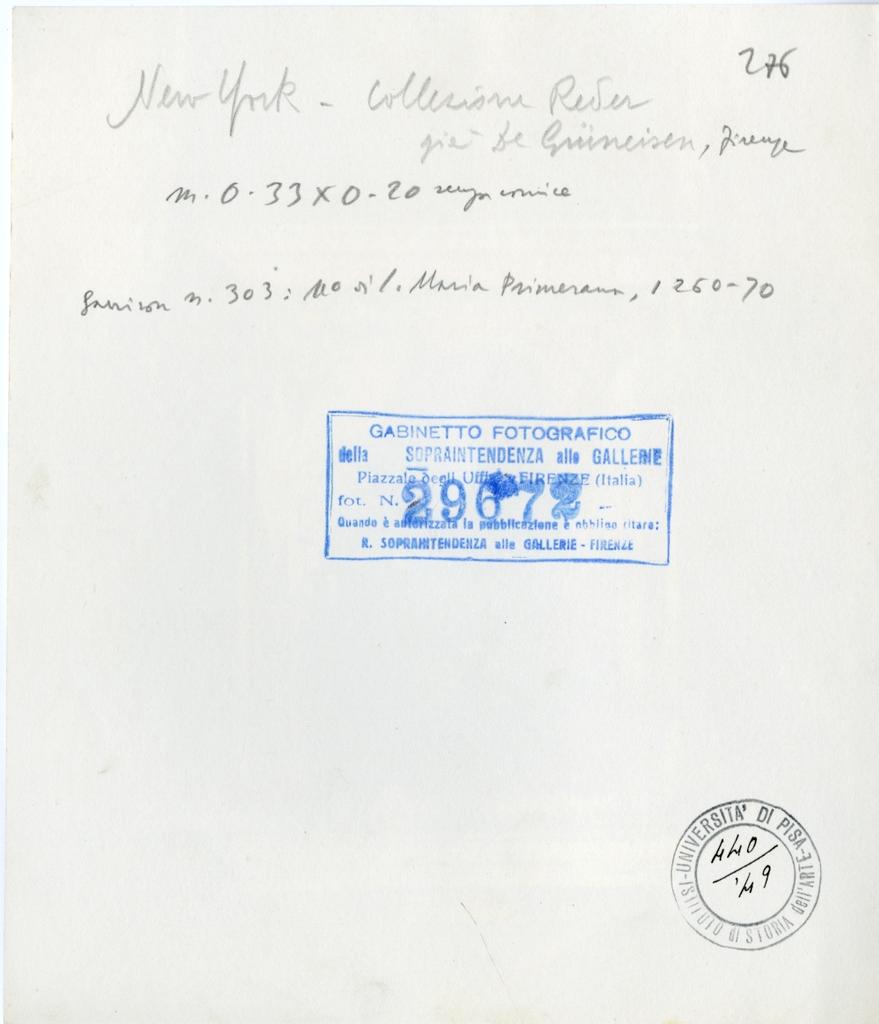 276
New York - Collezione Reder
già De Grüneisen, Firenze
m. 0.33 X 0-20 senza cornice
Garrison n. 303: Mo di S. Maria Primerana, 1260-70
GABINETTO FOTOGRAFICO
della SOPRAINTENDENZA alle GALLERIE
Piazzale degli Uffizi FIRENZE (Italia)
fot. N. 29672
Quando è autorizzata la pubblicazione è obbligo citare:
R. SOPRAINTENDENZA alle GALLERIE - FIRENZE
ISTITUTO DI STORIA dell'ARTE-UNIVERSITA' DI PISA
440
'49